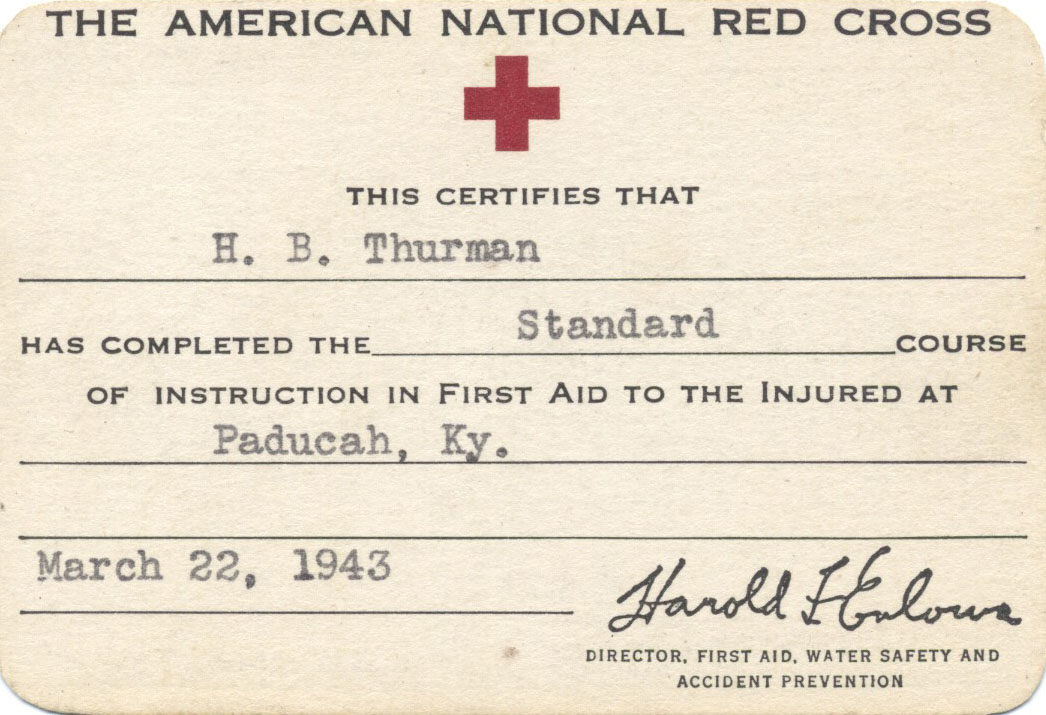 THE AMERICAN NATIONAL RED CROSS
THIS CERTIFIES THAT
H. B. Thurman
HAS COMPLETED THE Standard COURSE
OF INSTRUCTION IN FIRST AID TO THE INJURED AT
Paducah, Ky.
March 22, 1943
Harold F Enlows
DIRECTOR, FIRST AID, WATER SAFETY AND
ACCIDENT PREVENTION